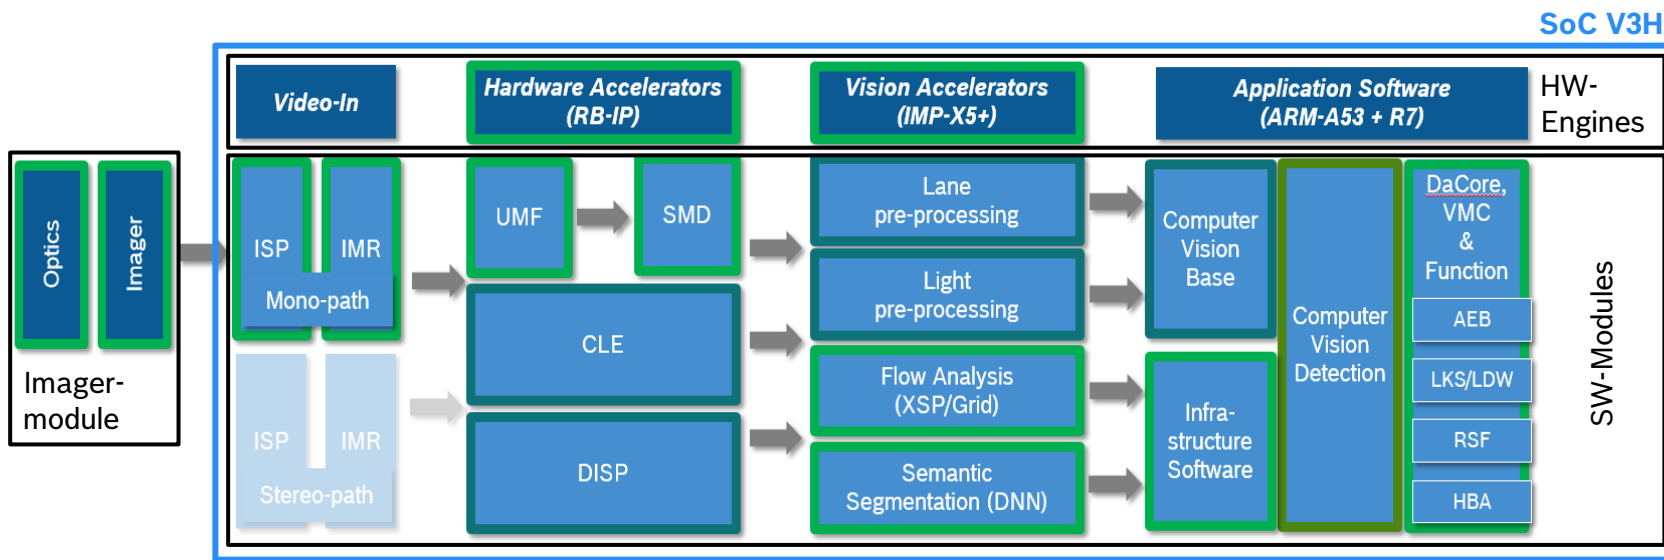 SoC V3H
Video-In
Hardware Accelerators
(RB-IP)
Vision Accelerators
(IMP-X5+)
Application Software
(ARM-A53 + R7)
HW-
Engines
Optics
Imager
Imager-
module
ISP
IMR
Mono-path
ISP
IMR
Stereo-path
UMF
SMD
CLE
DISP
Lane
pre-processing
Light
pre-processing
Flow Analysis
(XSP/Grid)
Semantic
Segmentation (DNN)
Computer
Vision
Base
Infra-
structure
Software
Computer
Vision
Detection
DaCore,
VMC
&
Function
AEB
LKS/LDW
RSF
HBA
SW-Modules